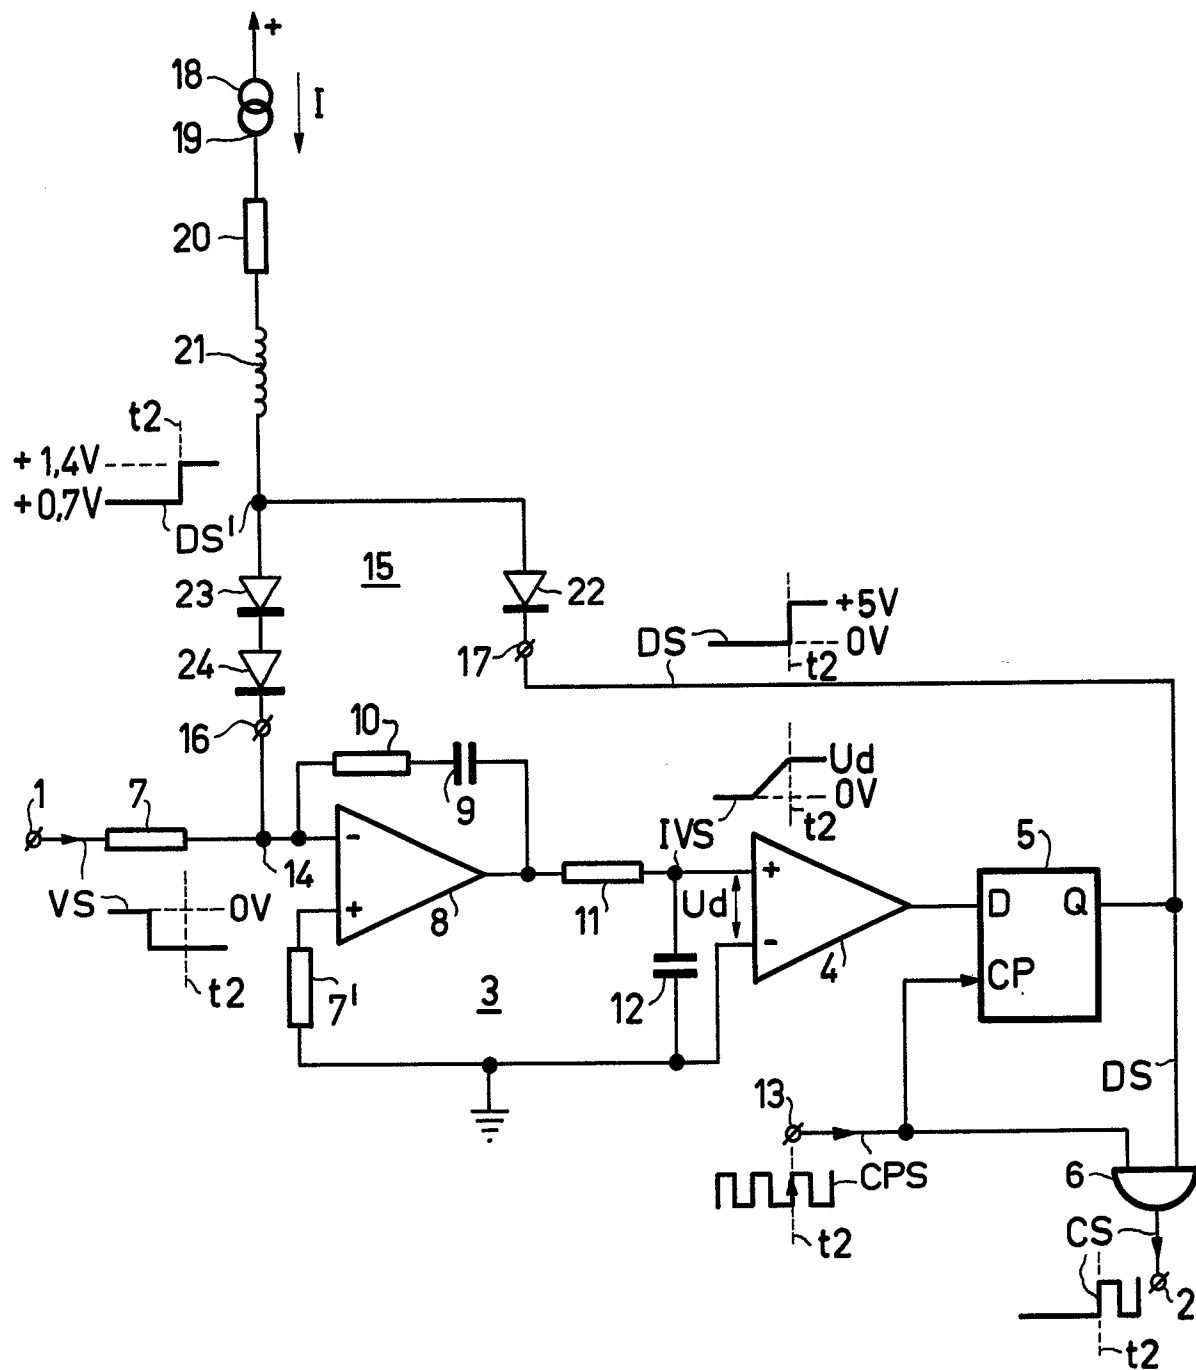 +
18
I
19
20
21
t2
+ 1,4V
+ 0,7V
DS'
15
23
22
+5V
DS
0V
17
t2
24
16
10
Ud
0V
1
7
9
IVS
t2
5
-
+
14
D
Q
VS
0V
+
8
11
Ud
-
4
CP
t2
7'
3
12
DS
13
CPS
6
t2
CS
2
t2